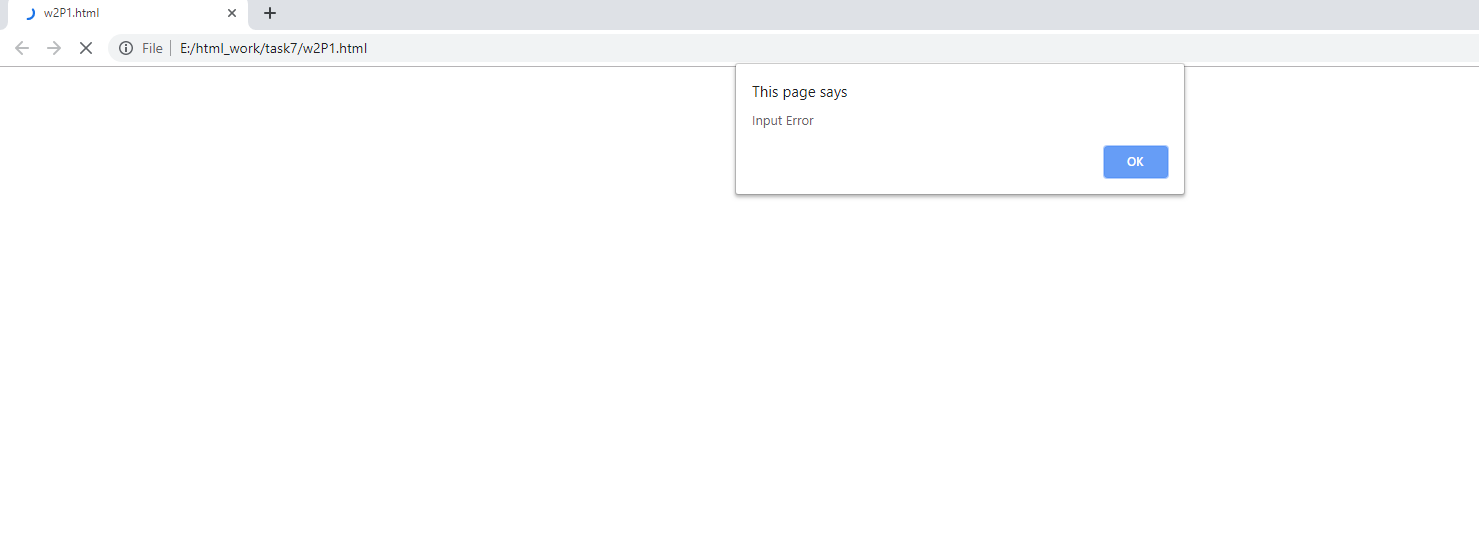 w2P1.html
File E:/html_work/task7/w2P1.html
This page says
Input Error
OK